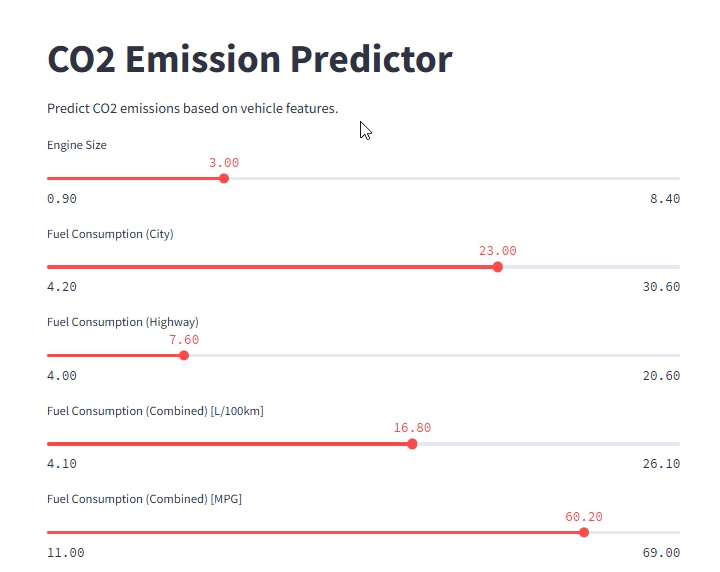 CO2 Emission Predictor
Predict CO2 emissions based on vehicle features.
Engine Size
3.00
0.90 8.40
Fuel Consumption (City)
23.00
4.20 30.60
Fuel Consumption (Highway)
7.60
4.00 20.60
Fuel Consumption (Combined) [L/100km]
16.80
4.10 26.10
Fuel Consumption (Combined) [MPG]
60.20
11.00 69.00